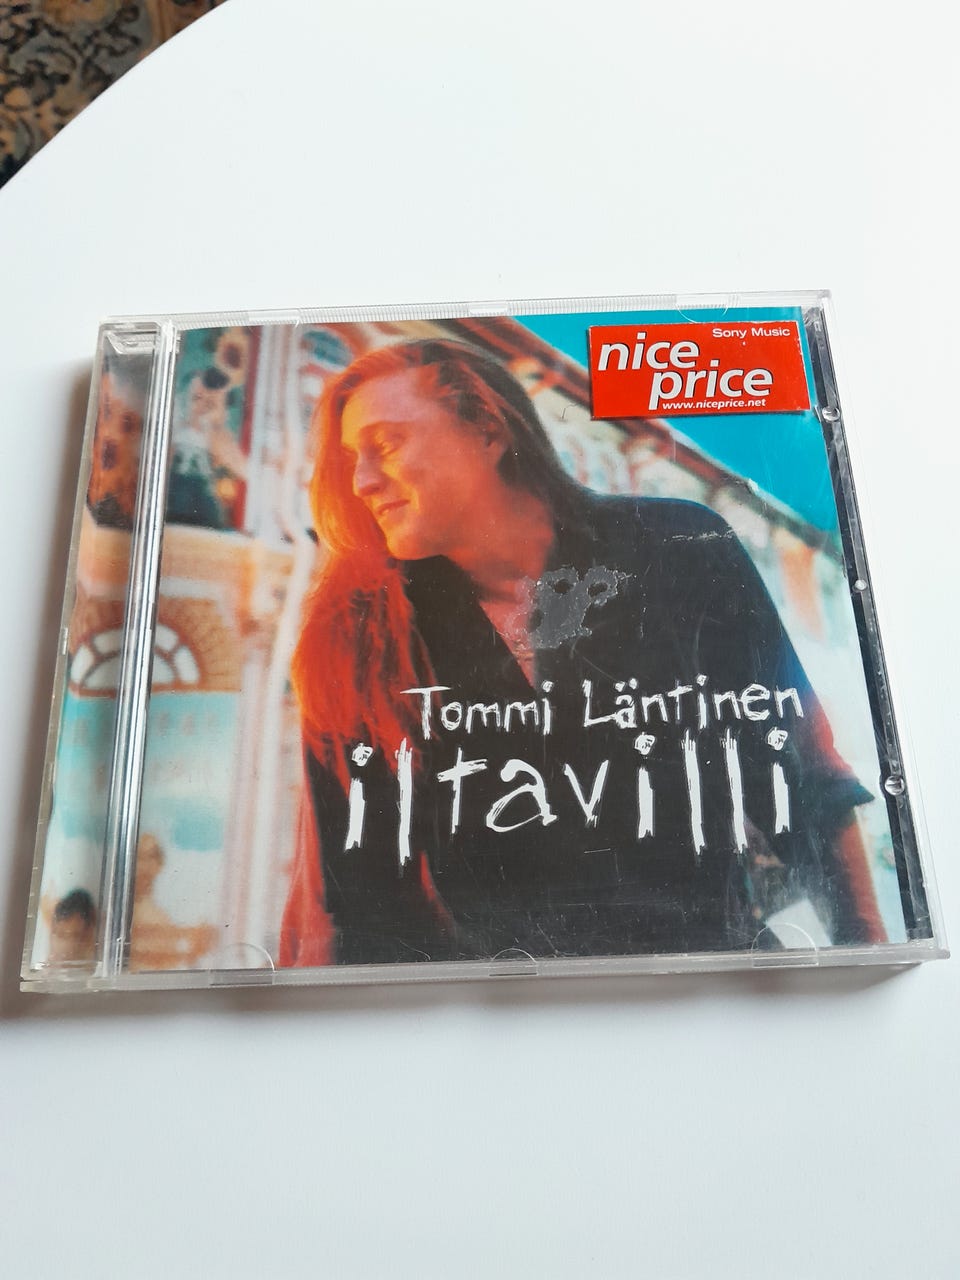 Sony Music
nice
price
www.niceprice.net
Tommi Läntinen
iltavilli